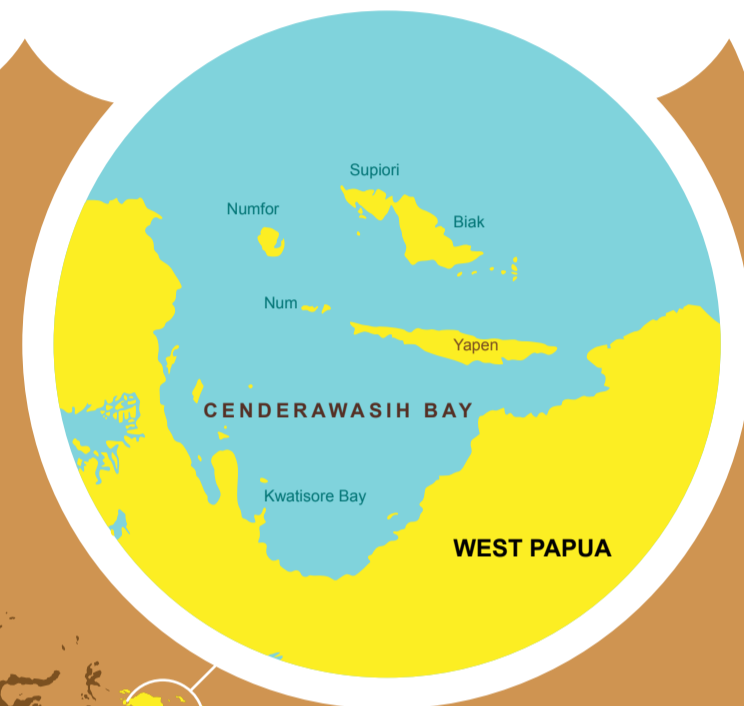 Supiori
Numfor
Biak
Num
Yapen
CENDERAWASIH BAY
Kwatisore Bay
WEST PAPUA